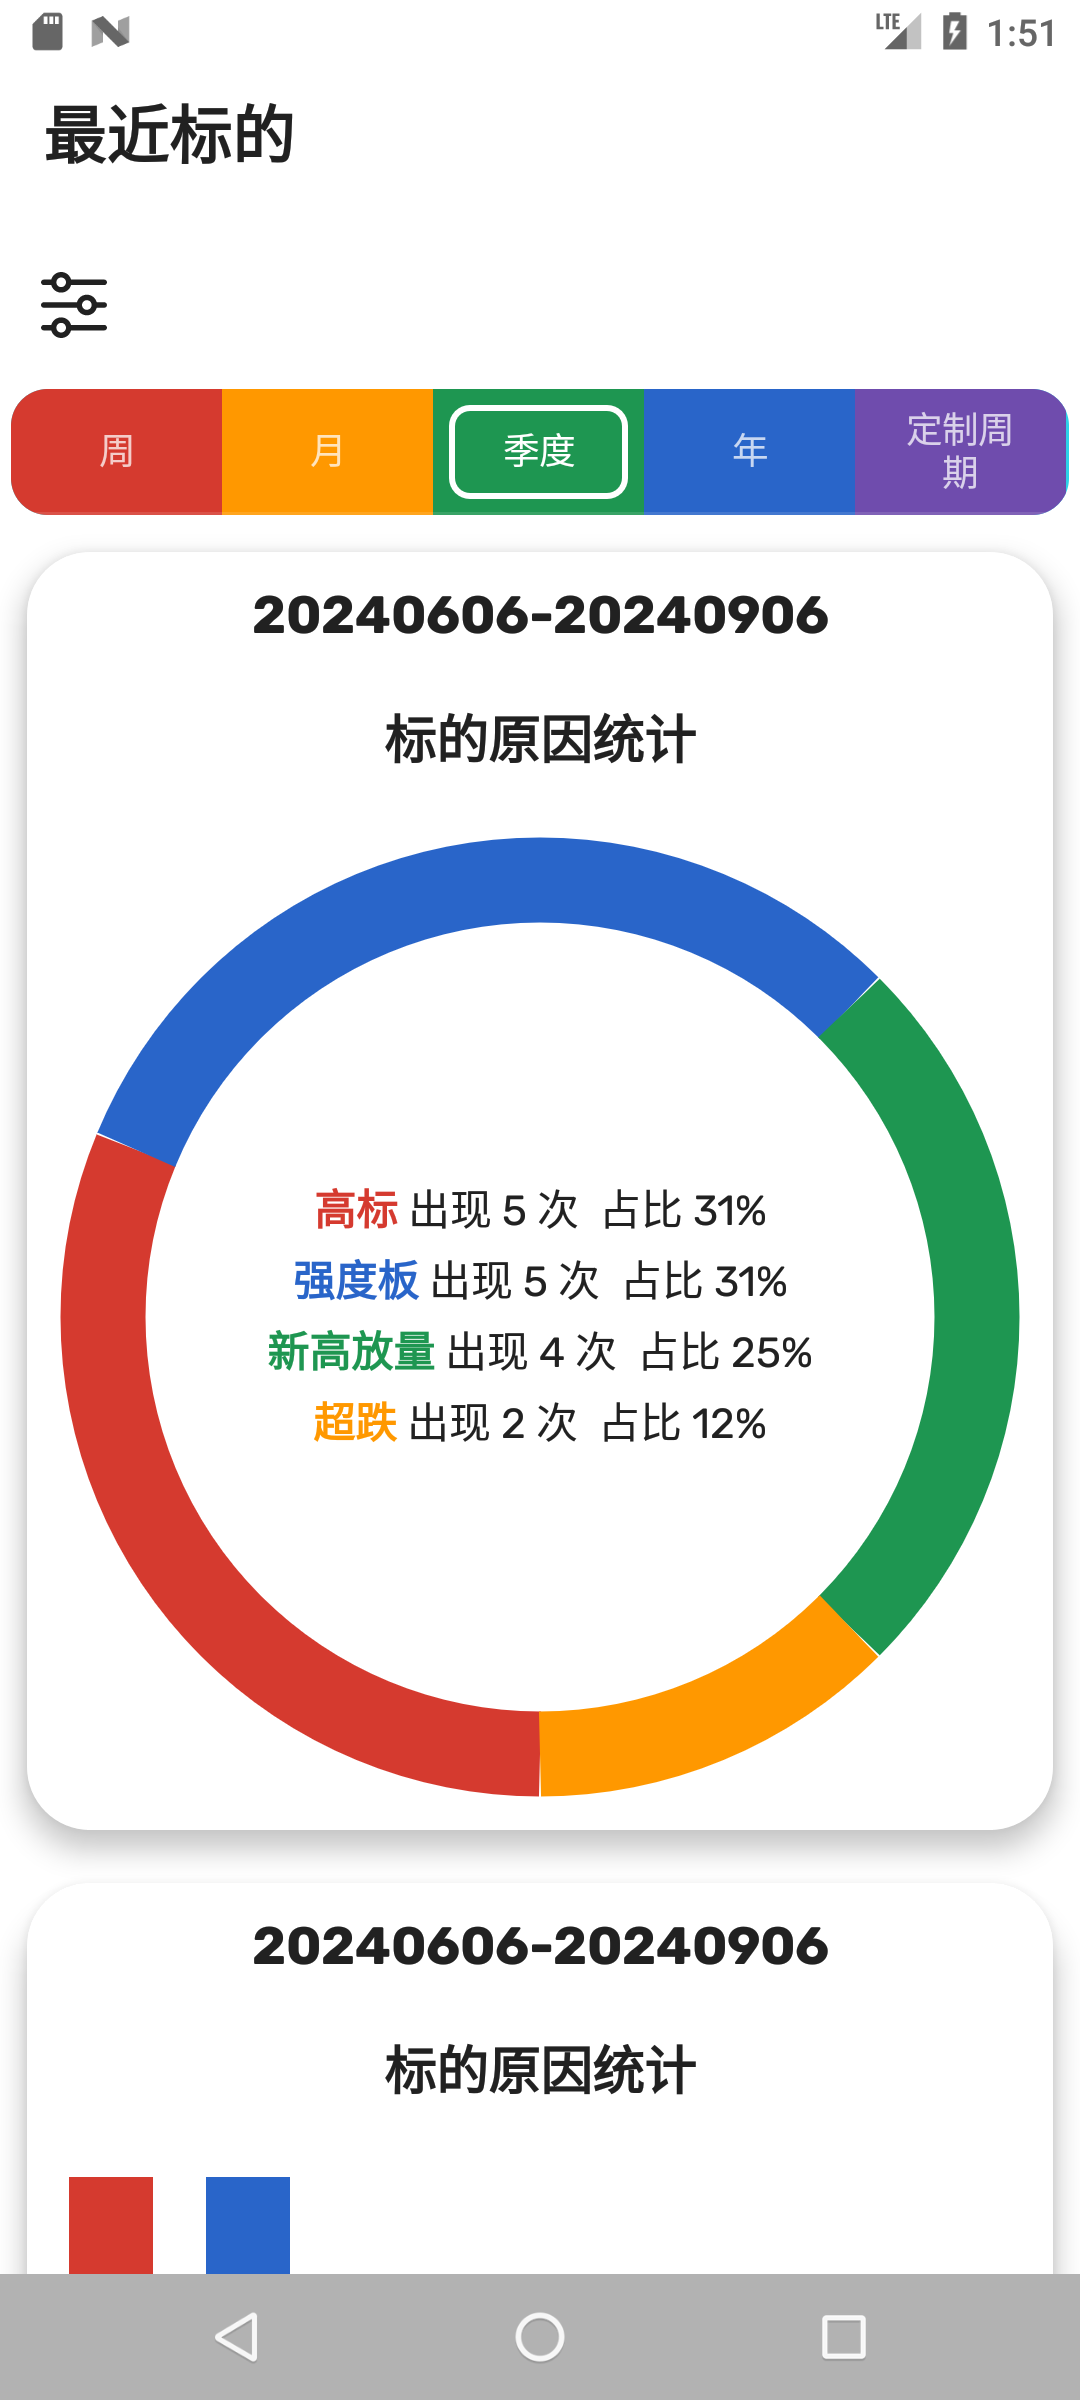 LTE 1:51
最近标的
周 月 季度 年 定制周期
20240606-20240906
标的原因统计
高标 出现 5 次 占比 31%
强度板 出现 5 次 占比 31%
新高放量 出现 4 次 占比 25%
超跌 出现 2 次 占比 12%
20240606-20240906
标的原因统计